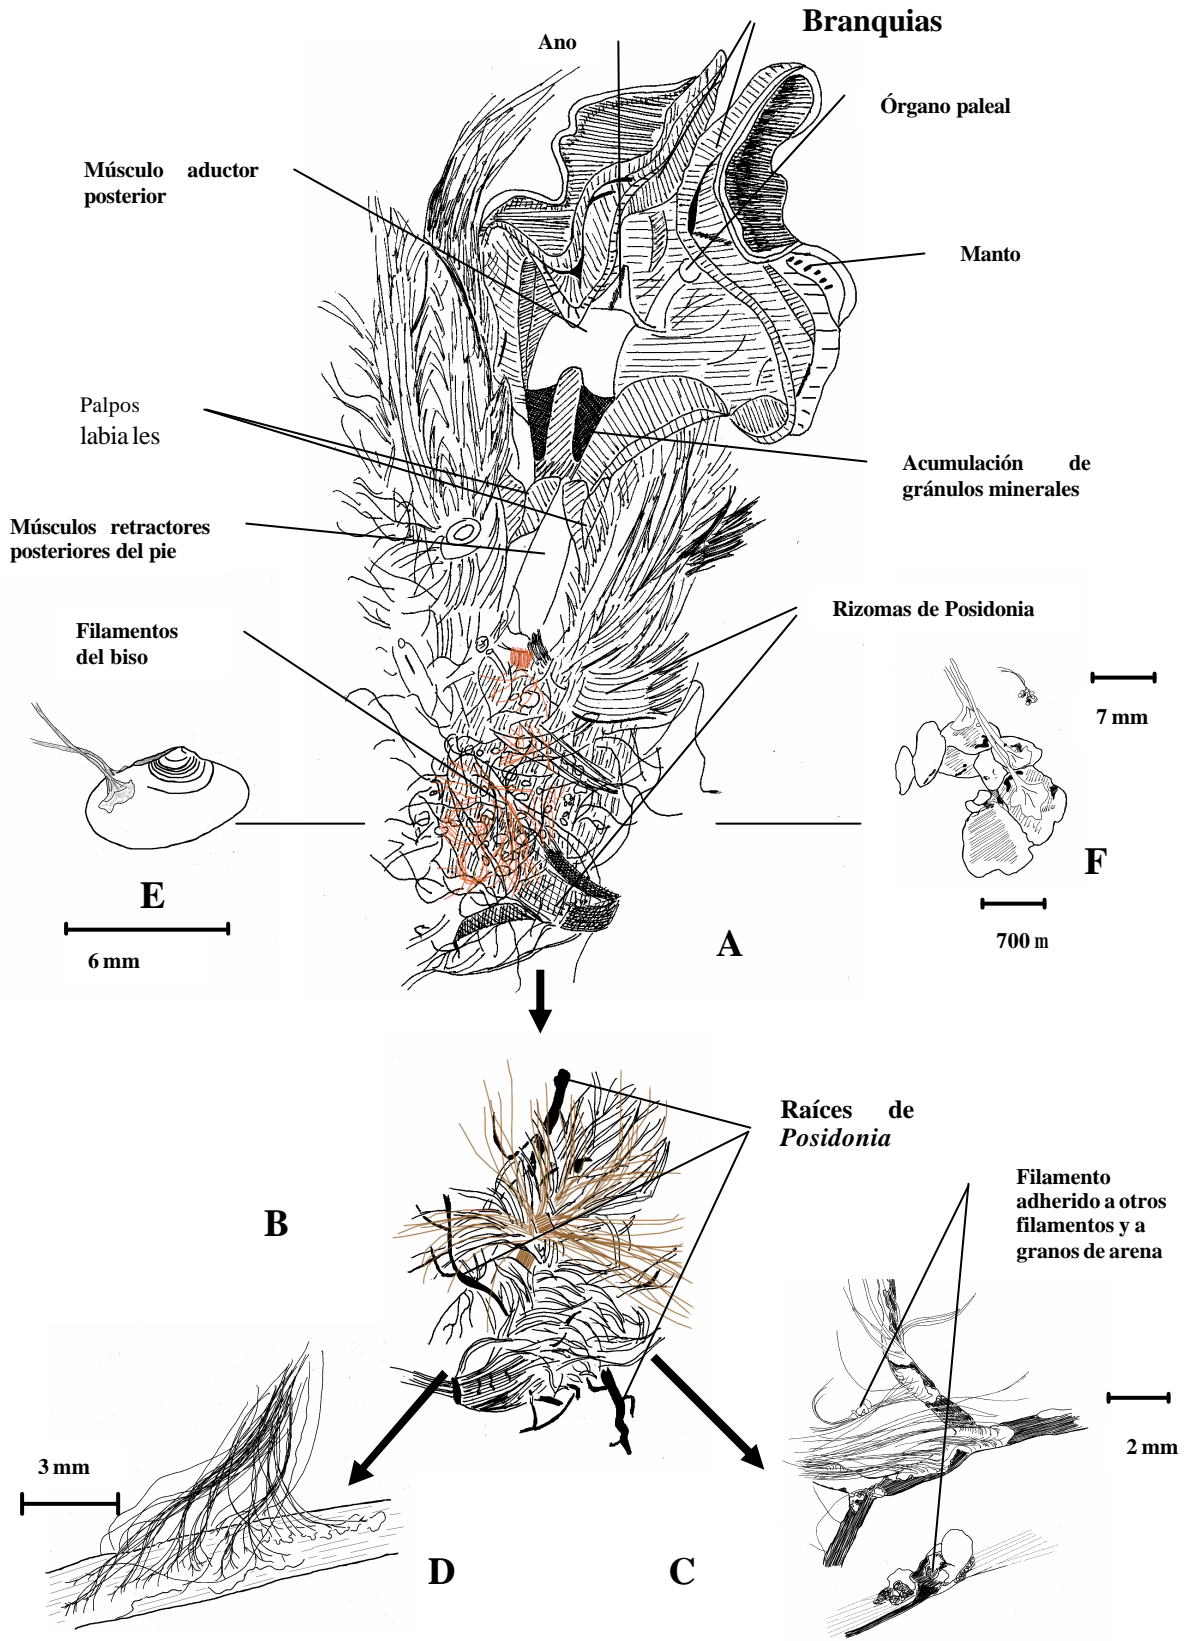 Branquias
Ano
Órgano paleal
Músculo aductor
posterior
Manto
Palpos
labia les
Acumulación de
gránulos minerales
Músculos retractores
posteriores del pie
Rizomas de Posidonia
Filamentos
del biso
7 mm
E
F
6 mm
A
700 m
Raíces de
Posidonia
Filamento
adherido a otros
filamentos y a
granos de arena
B
3 mm
2 mm
D
C